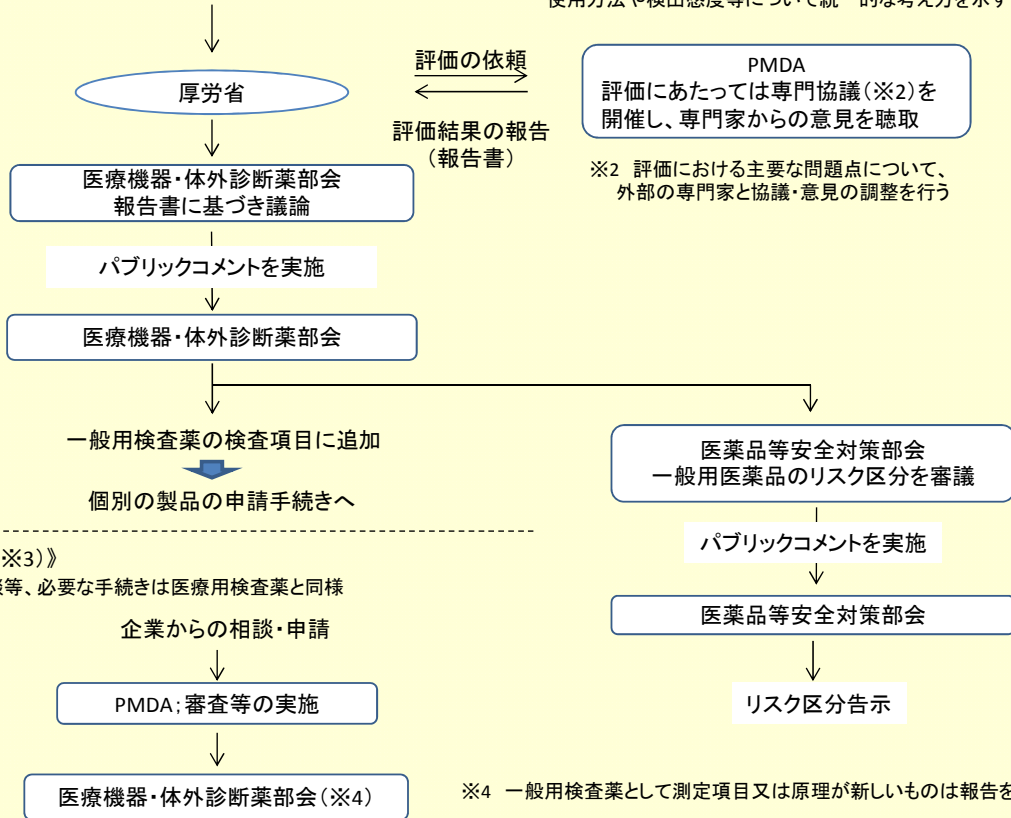 使用方法や検出感度等について統一的な考え方を示す
厚労省
評価の依頼
評価結果の報告
(報告書)
PMDA
評価にあたっては専門協議(※2)を
開催し、専門家からの意見を聴取
※2 評価における主要な問題点について、
外部の専門家と協議・意見の調整を行う
医療機器・体外診断薬部会
報告書に基づき議論
パブリックコメントを実施
医療機器・体外診断薬部会
一般用検査薬の検査項目に追加
個別の製品の申請手続きへ
医薬品等安全対策部会
一般用医薬品のリスク区分を審議
パブリックコメントを実施
医薬品等安全対策部会
リスク区分告示
※3)》
等、必要な手続きは医療用検査薬と同様
企業からの相談・申請
PMDA;審査等の実施
医療機器・体外診断薬部会(※4)
※4 一般用検査薬として測定項目又は原理が新しいものは報告を